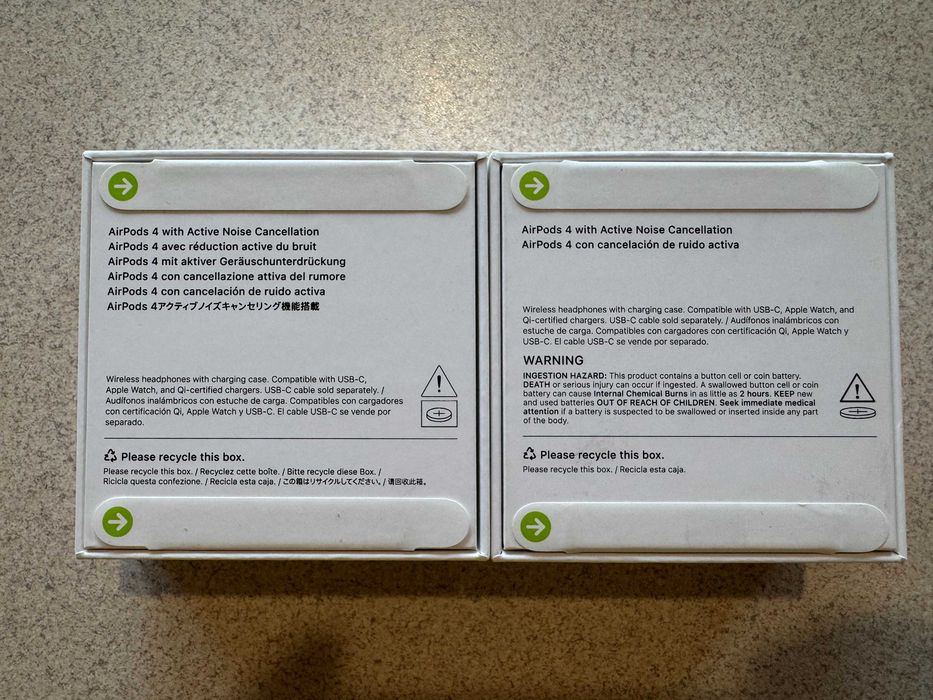 AirPods 4 with Active Noise Cancellation
AirPods 4 avec réduction active du bruit
AirPods 4 mit aktiver Geräuschunterdrückung
AirPods 4 con cancellazione attiva del rumore
AirPods 4 con cancelación de ruido activa
AirPods 4アクティブノイズキャンセリング機能搭載
Wireless headphones with charging case. Compatible with USB-C,
Apple Watch, and Qi-certified chargers. USB-C cable sold separately. /
Audífonos inalámbricos con estuche de carga. Compatibles con cargadores
con certificación Qi, Apple Watch y USB-C. El cable USB-C se vende por
separado.
Please recycle this box.
Please recycle this box. / Recyclez cette boîte. / Bitte recycle diese Box. /
Ricicla questa confezione. / Recicla esta caja. / この箱はリサイクルしてください。/ 请回收此箱。
AirPods 4 with Active Noise Cancellation
AirPods 4 con cancelación de ruido activa
Wireless headphones with charging case. Compatible with USB-C, Apple Watch, and
Qi-certified chargers. USB-C cable sold separately. / Audífonos inalámbricos con
estuche de carga. Compatibles con cargadores con certificación Qi, Apple Watch y
USB-C. El cable USB-C se vende por separado.
WARNING
INGESTION HAZARD: This product contains a button cell or coin battery.
DEATH or serious injury can occur if ingested. A swallowed button cell or coin
battery can cause Internal Chemical Burns in as little as 2 hours. KEEP new
and used batteries OUT OF REACH OF CHILDREN. Seek immediate medical
attention if a battery is suspected to be swallowed or inserted inside any part
of the body.
Please recycle this box.
Please recycle this box. / Recicla esta caja.